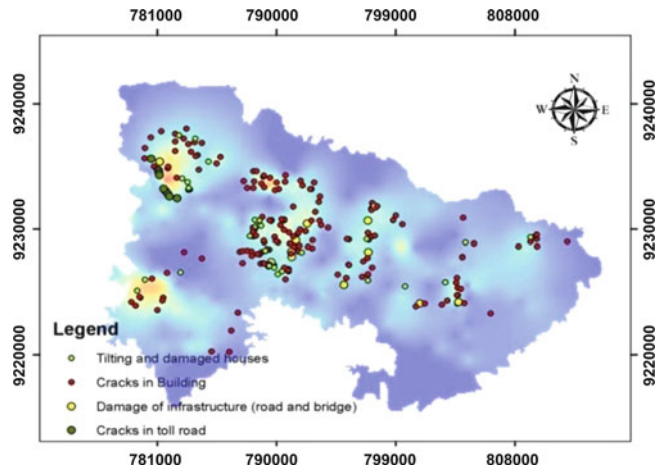 781000 790000 799000 808000
9240000 9240000
N
W E
S
9230000 9230000
Legend
Tilting and damaged houses
Cracks in Building
Damage of infrastructure (road and bridge)
Cracks in toll road
9220000 9220000
781000 790000 799000 808000